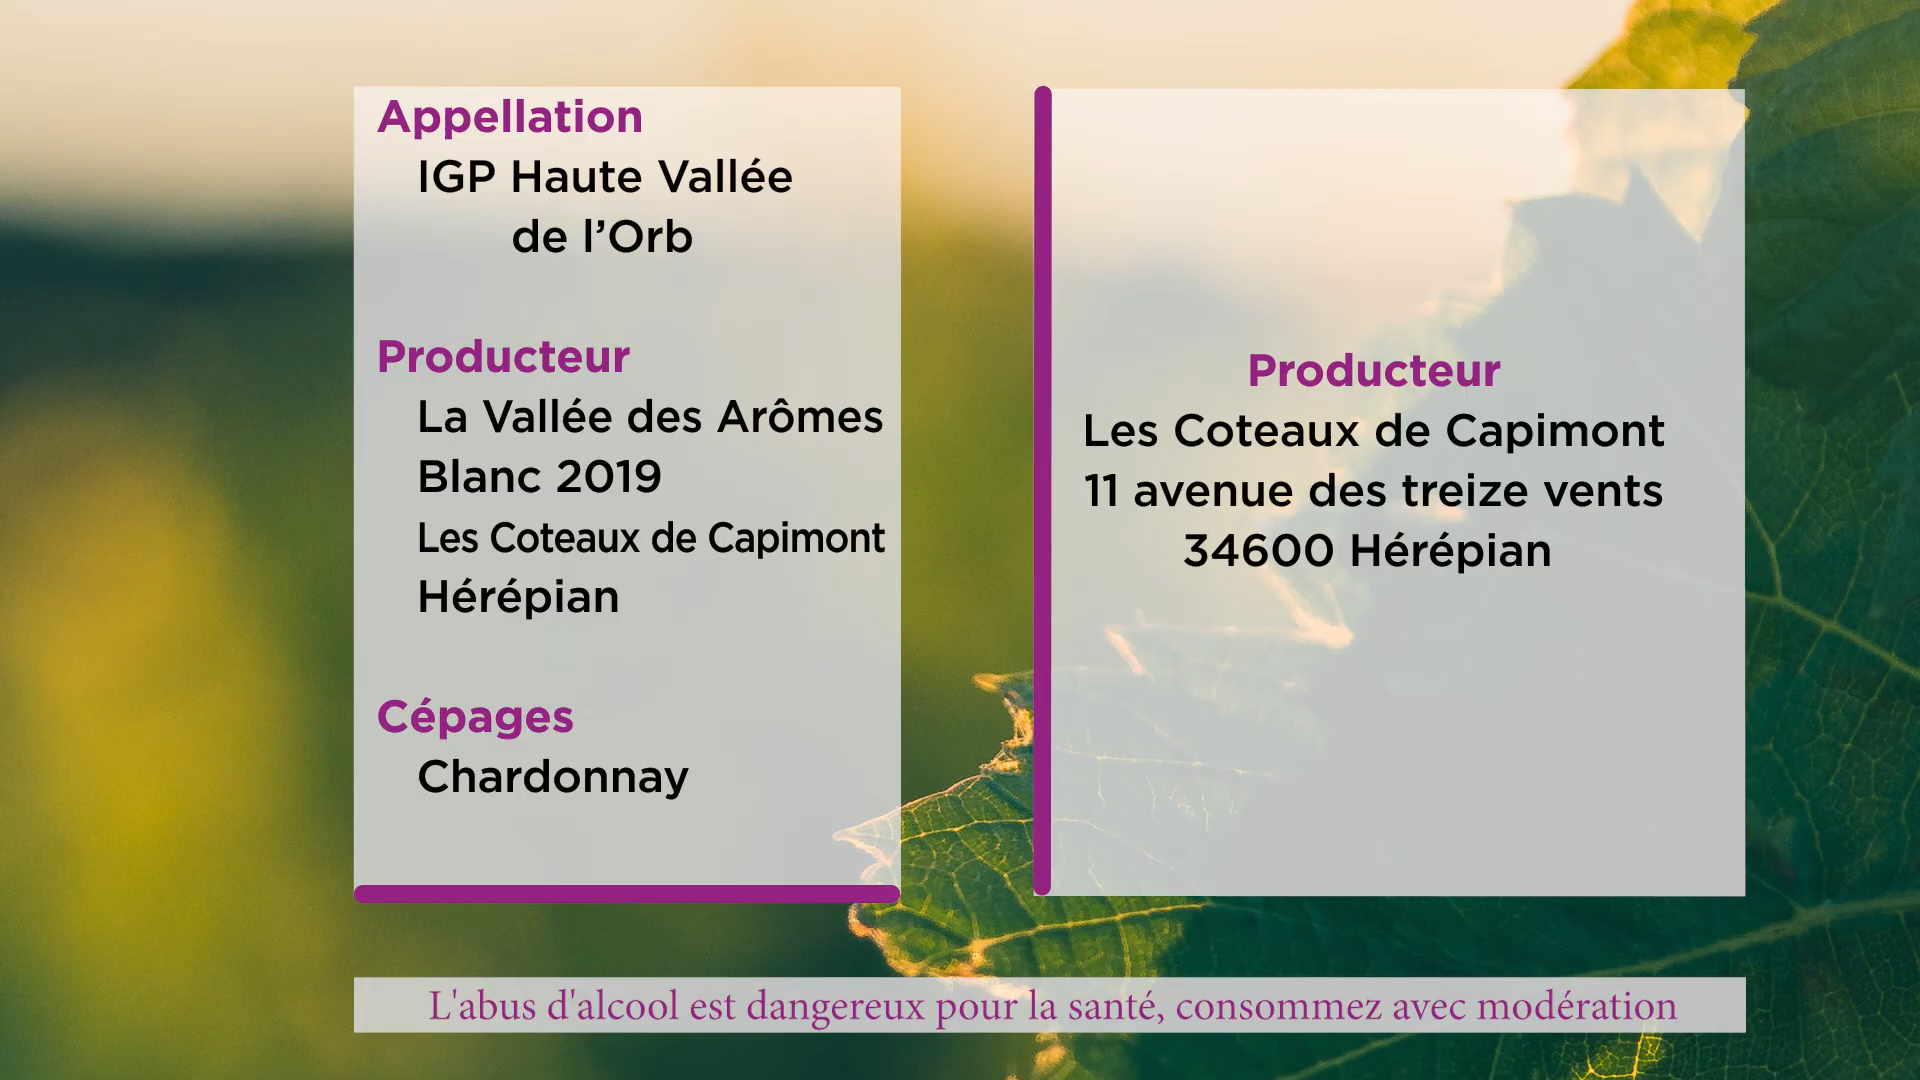 Appellation
IGP Haute Vallée
de l’Orb
Producteur
La Vallée des Arômes
Blanc 2019
Les Coteaux de Capimont
Hérépian
Cépages
Chardonnay
Producteur
Les Coteaux de Capimont
11 avenue des treize vents
34600 Hérépian
L'abus d'alcool est dangereux pour la santé, consommez avec modération